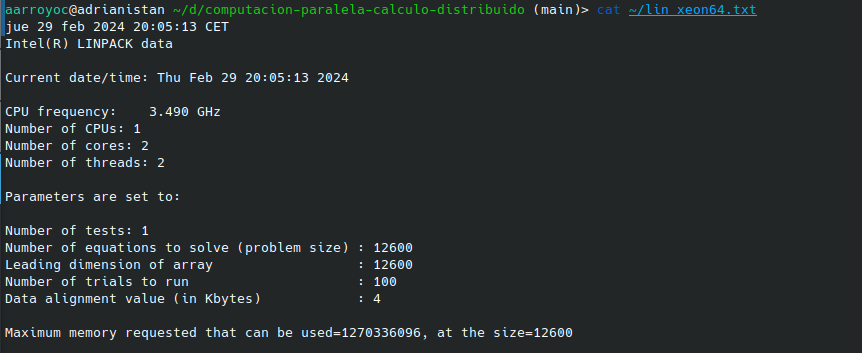 aarroyoc@adrianistan ~/d/computacion-paralela-calculo-distribuido (main)> cat ~/lin_xeon64.txt
jue 29 feb 2024 20:05:13 CET
Intel(R) LINPACK data
Current date/time: Thu Feb 29 20:05:13 2024
CPU frequency:    3.490 GHz
Number of CPUs: 1
Number of cores: 2
Number of threads: 2
Parameters are set to:
Number of tests: 1
Number of equations to solve (problem size) : 12600
Leading dimension of array                  : 12600
Number of trials to run                     : 100
Data alignment value (in Kbytes)            : 4
Maximum memory requested that can be used=1270336096, at the size=12600